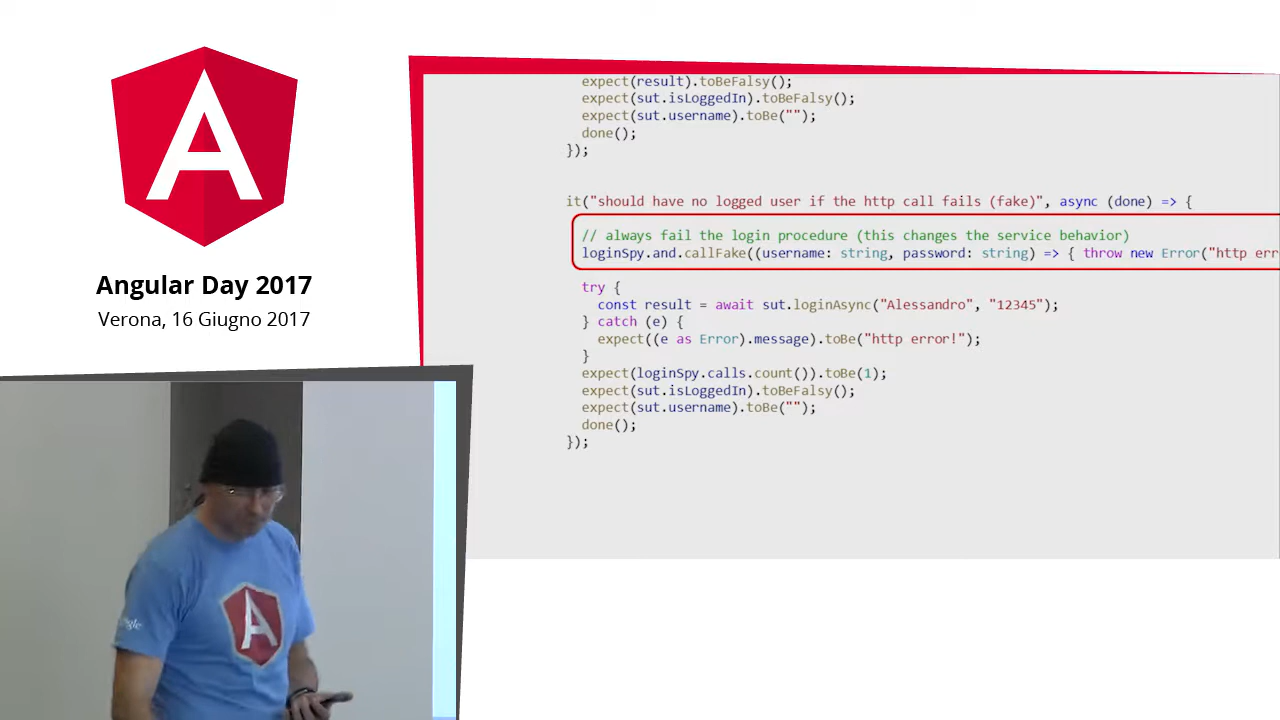 Angular Day 2017
Verona, 16 Giugno 2017
expect(result).toBeFalsy();
expect(sut.isLoggedIn).toBeFalsy();
expect(sut.username).toBe("");
done();
});
it("should have no logged user if the http call fails (fake)", async (done) => {
// always fail the login procedure (this changes the service behavior)
loginSpy.and.callFake((username: string, password: string) => { throw new Error("http err
try {
const result = await sut.loginAsync("Alessandro", "12345");
} catch (e) {
expect((e as Error).message).toBe("http error!");
}
expect(loginSpy.calls.count()).toBe(1);
expect(sut.isLoggedIn).toBeFalsy();
expect(sut.username).toBe("");
done();
});